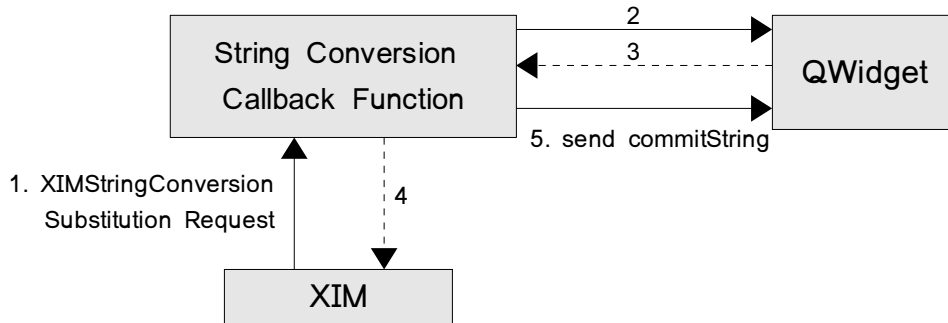 2
String Conversion
Callback Function
3
QWidget
5. send commitString
1. XIMStringConversion
Substitution Request
4
XIM